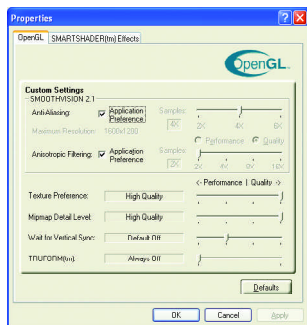 Properties
OpenGL SMARTSHADER(tm) Effects
OpenGL.
Custom Settings
SMOOTHVISION 2.1
Anti-Aliasing: Application Preference Samples: 4X 2X 4X 6X
Maximum Resolution: 1600x1200 Performance Quality
Anisotropic Filtering: Application Preference Samples: 2X 2X 4X 8X 16X
<- Performance | Quality ->
Texture Preference: High Quality
Mipmap Detail Level: High Quality
Wait for Vertical Sync: Default Off
TRUFORM(tm): Always Off
Defaults
OK Cancel Apply